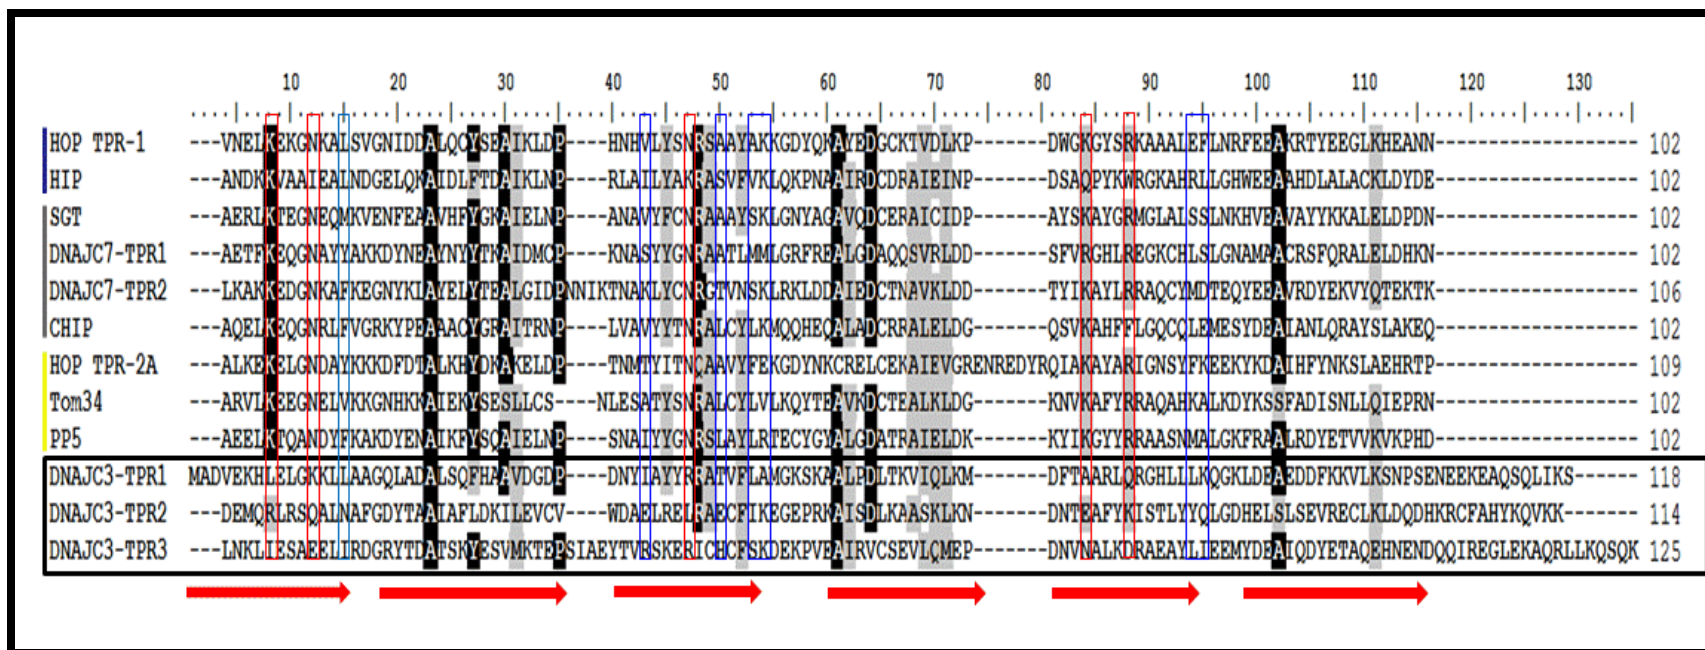 10 20 30 40 50 60 70 80 90 100 110 120 130
HOP TPR-1 ---VNELKEKGNKALSVGNIDDALQCYSEAIKLDP----HNHVLYSNRSAAYAKKGDYQKAYEDGCKTVDLKP-------DWGKGYSRKAAALEFLNRFEEAKRTYEEGLKHEANN------------------- 102
HIP ---ANDKKVAAIEALNDGELQKAIDLFTDAIKLNP----RLAILYAKRASVFVKLQKPNAAIRDCDRAIEINP-------DSAQPYKWRGKAHRLLGHWEEAAHDLALACKLDYDE------------------- 102
SGT ---AERLKTEGNEQMKVENFEAAVHFYGKAIELNP----ANAVYFCNRAAAYSKLGNYAGAVQDCERAICIDP-------AYSKAYGRMGLALSSLNKHVEAVAYYKKALELDPDN------------------- 102
DNAJC7-TPR1 ---AETFKEQGNAYYAKKDYNEAYNYYTKAIDMCP----KNASYYGNRAATLMMLGRFREALGDAQQSVRLDD-------SFVRGHLREGKCHLSLGNAMAACRSFQRALELDHKN------------------- 102
DNAJC7-TPR2 ---LKAKKEDGNKAFKEGNYKLAYELYTEALGIDPNNIKTNAKLYCNRGTVNSKLRKLDDAIEDCTNAVKLDD-------TYIKAYLRRAQCYMDTEQYEEAVRDYEKVYQTEKTK------------------- 106
CHIP ---AQELKEQGNRLFVGRKYPEAAACYGRAITRNP----LVAVYYTNRALCYLKMQQHEQALADCRRALELDG-------QSVKAHFFLGQCQLEMESYDEAIANLQRAYSLAKEQ------------------- 102
HOP TPR-2A ---ALKEKELGNDAYKKKDFDTALKHYDKAKELDP----TNMTYITNQAAVYFEKGDYNKCRELCEKAIEVGRENREDYRQIAKAYARIGNSYFKEEKYKDAIHFYNKSLAEHRTP------------------- 109
Tom34 ---ARVLKEEGNELVKKGNHKKAIEKYSESLLCS---NLESATYSNRALCYLVLKQYTEAVKDCTEALKLDG-------KNVKAFYRRAQAHKALKDYKSSFADISNLLQIEPRN------------------- 102
PP5 ---AEELKTQANDYFKAKDYENAIKFYSQAIELNP----SNAIYYGNRSLAYLRTECYGYALGDATRAIELDK-------KYIKGYYRRAASNMALGKFRAALRDYETVVKVKPHD------------------- 102
DNAJC3-TPR1 MADVEKHLELGKKLLAAGQLADALSQFHAAVDGDP----DNYIAYYRRATVFLAMGKSKAALPDLTKVIQLKM-------DFTAARLQRGHLLLKQGKLDEAEDDFKKVLKSNPSENEEKEAQSQLIKS------ 118
DNAJC3-TPR2 ---DEMQRLRSQALNAFGDYTAAIAFLDKILEVCV----WDAELRELRAECFIKEGEPRKAISDLKAASKLKN-------DNTEAFYKISTLYYQLGDHELSLSEVRECLKLDQDHKRCFAHYKQVKK------- 114
DNAJC3-TPR3 ---LNKLIESAEELIRDGRYTDATSKYESVMKTEPSIAEYTVRSKERICHCFSKDEKPVEAIRVCSEVLQMEP-------DNVNALKDRAEAYLIEEMYDEAIQDYETAQEHNENDQQIREGLEKAQRLLKQSQK 125